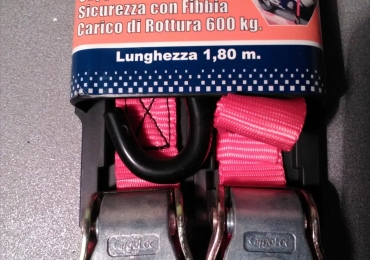 Sicurezza con Fibbia
Carico di Rottura 600 kg.
Lunghezza 1,80 m.